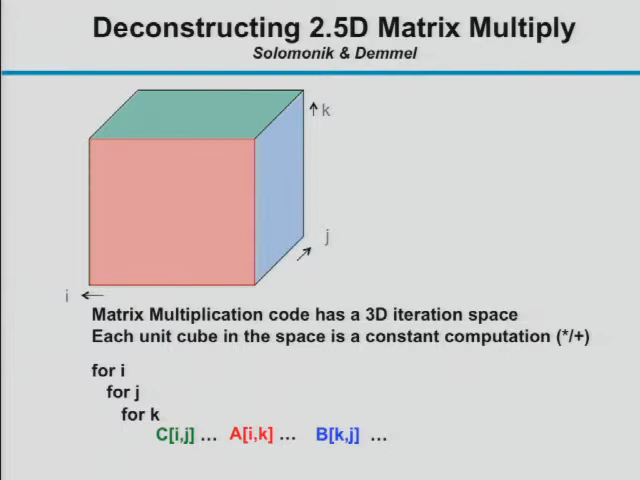 Deconstructing 2.5D Matrix Multiply
Solomonik & Demmel
k
j
i
Matrix Multiplication code has a 3D iteration space
Each unit cube in the space is a constant computation (*/+)
for i
for j
for k
C[i,j] ... A[i,k] ... B[k,j] ...